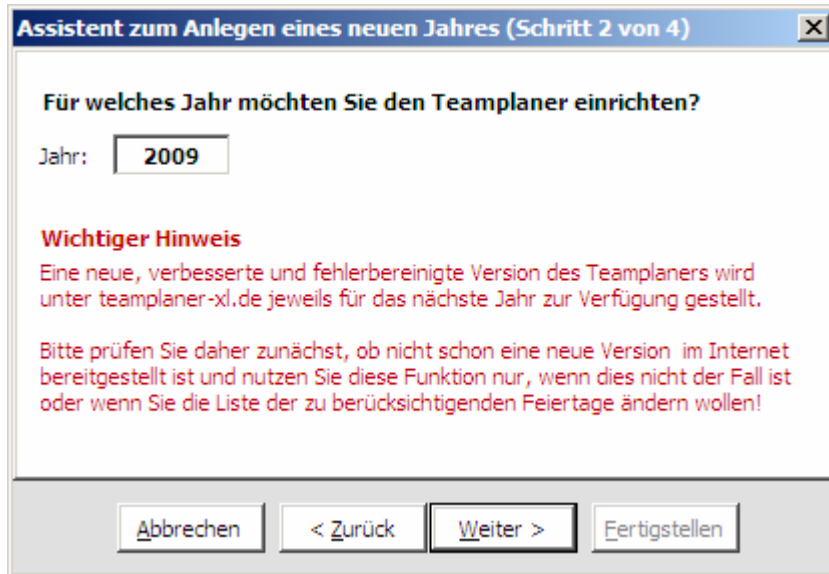 Assistent zum Anlegen eines neuen Jahres (Schritt 2 von 4)
Für welches Jahr möchten Sie den Teamplaner einrichten?
Jahr: 2009
Wichtiger Hinweis
Eine neue, verbesserte und fehlerbereinigte Version des Teamplaners wird
unter teamplaner-xl.de jeweils für das nächste Jahr zur Verfügung gestellt.
Bitte prüfen Sie daher zunächst, ob nicht schon eine neue Version im Internet
bereitgestellt ist und nutzen Sie diese Funktion nur, wenn dies nicht der Fall ist
oder wenn Sie die Liste der zu berücksichtigenden Feiertage ändern wollen!
Abbrechen < Zurück Weiter > Fertigstellen